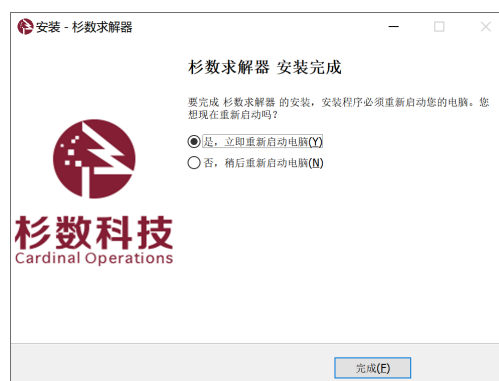 安装 - 杉数求解器
杉数求解器 安装完成
要完成 杉数求解器 的安装，安装程序必须重新启动您的电脑。您
想现在重新启动吗？
是，立即重新启动电脑(Y)
否，稍后重新启动电脑(N)
杉数科技
Cardinal Operations
完成(F)